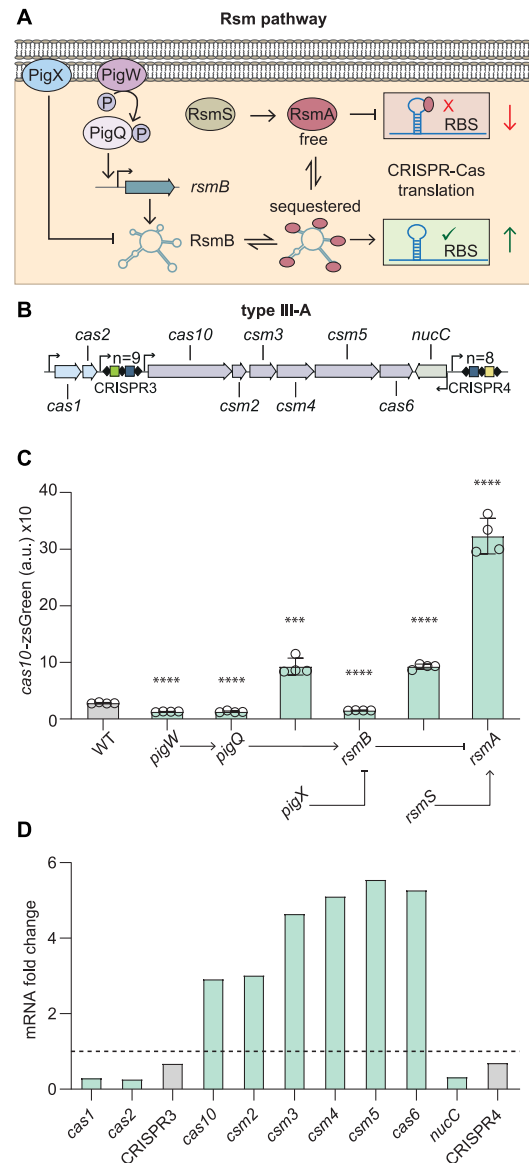 A
Rsm pathway
PigX
PigW
P
PigQ
P
RsmS
RsmA
free
X
RBS
rsmB
CRISPR-Cas
translation
sequestered
RsmB
✓
RBS
B
type III-A
cas2
cas10
csm3
csm5
nucC
n=9
n=8
CRISPR3
CRISPR4
cas1
csm2
csm4
cas6
C
cas10-zsGreen (a.u.) x10
40
30
20
10
0
****
****
***
****
****
****
WT
pigW
pigQ
rsmB
rsmA
pigX
rsmS
D
mRNA fold change
6
4
2
0
cas1
cas2
CRISPR3
cas10
csm2
csm3
csm4
csm5
cas6
nucC
CRISPR4